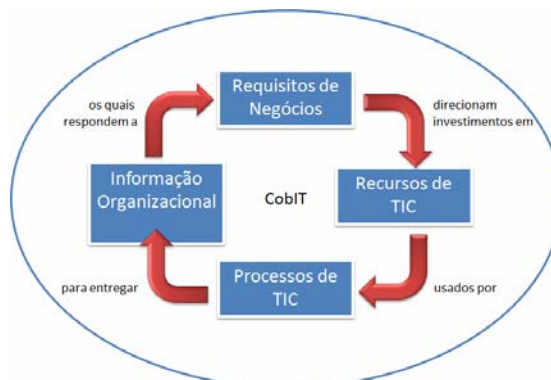 Requisitos de
Negócios
os quais
respondem a
direcionam
investimentos em
Informação
Organizacional
CobIT
Recursos de
TIC
para entregar
Processos de
TIC
usados por